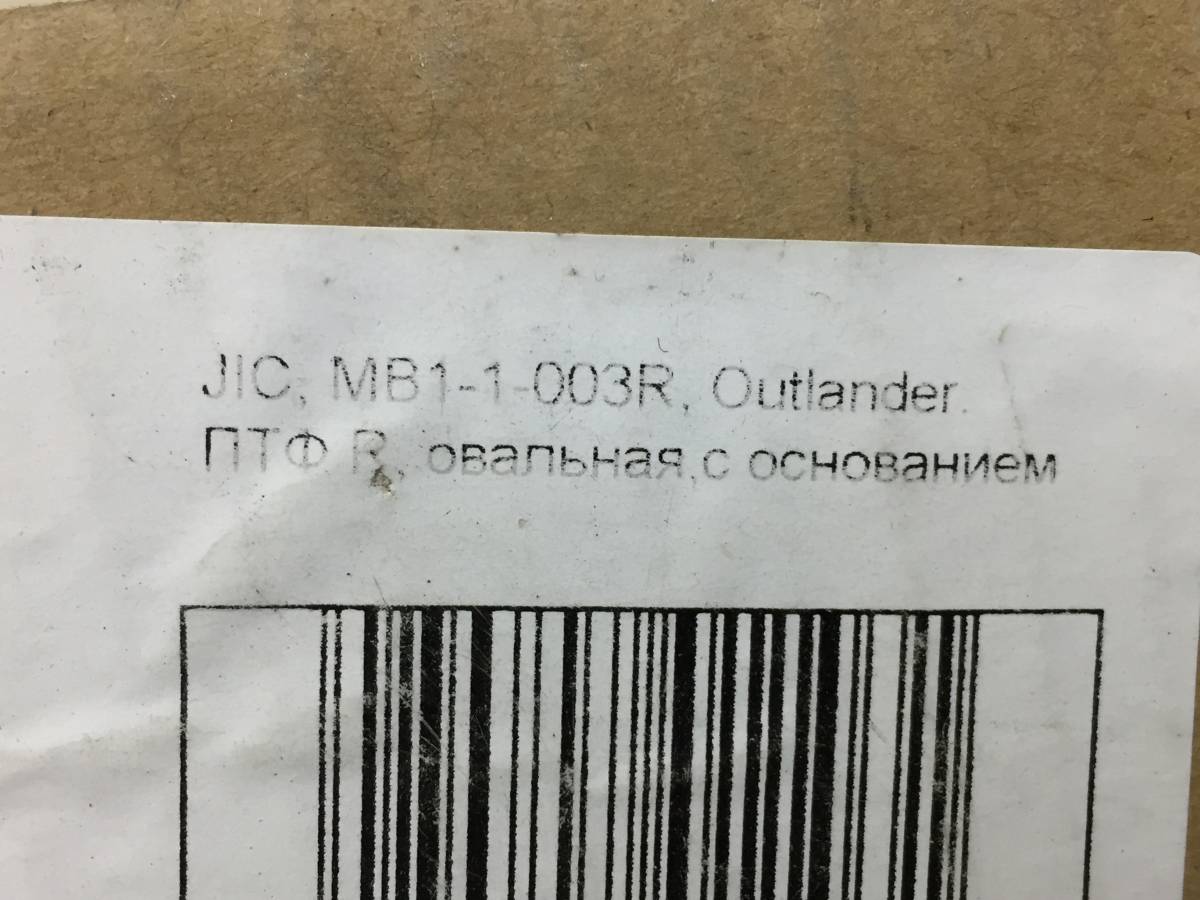 JIC, MB1-1-003R, Outlander.
ПТФ R, овальная,с основанием